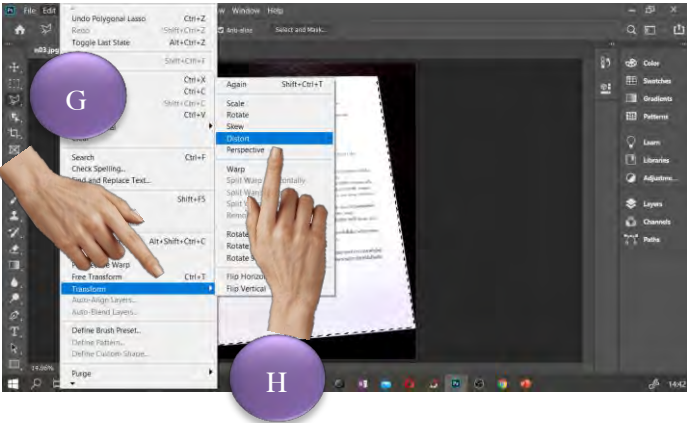 File Edit w Window Help
Anti-alias Select and Mask...
n03.jpg
Undo Polygonal Lasso Ctrl+Z
Redo Shift+Ctrl+Z
Toggle Last State Alt+Ctrl+Z
Shift+Ctrl+F
Ctrl+X
Ctrl+C
Shift+Ctrl+C
Ctrl+V
Clear
Search Ctrl+F
Check Spelling...
Find and Replace Text...
Shift+F5
Alt+Shift+Ctrl+C
Warp
Free Transform Ctrl+T
Transform
Auto-Align Layers...
Auto-Blend Layers...
Define Brush Preset...
Define Pattern...
Define Custom Shape...
Purge
G
Again Shift+Ctrl+T
Scale
Rotate
Skew
Distort
Perspective
Warp
Split Warp
Split
Rotate
Rotate
Rotate
Flip Horizo
Flip Vertical
H
Color
Swatches
Gradients
Patterns
Learn
Libraries
Adjustme...
Layers
Channels
Paths
14:42